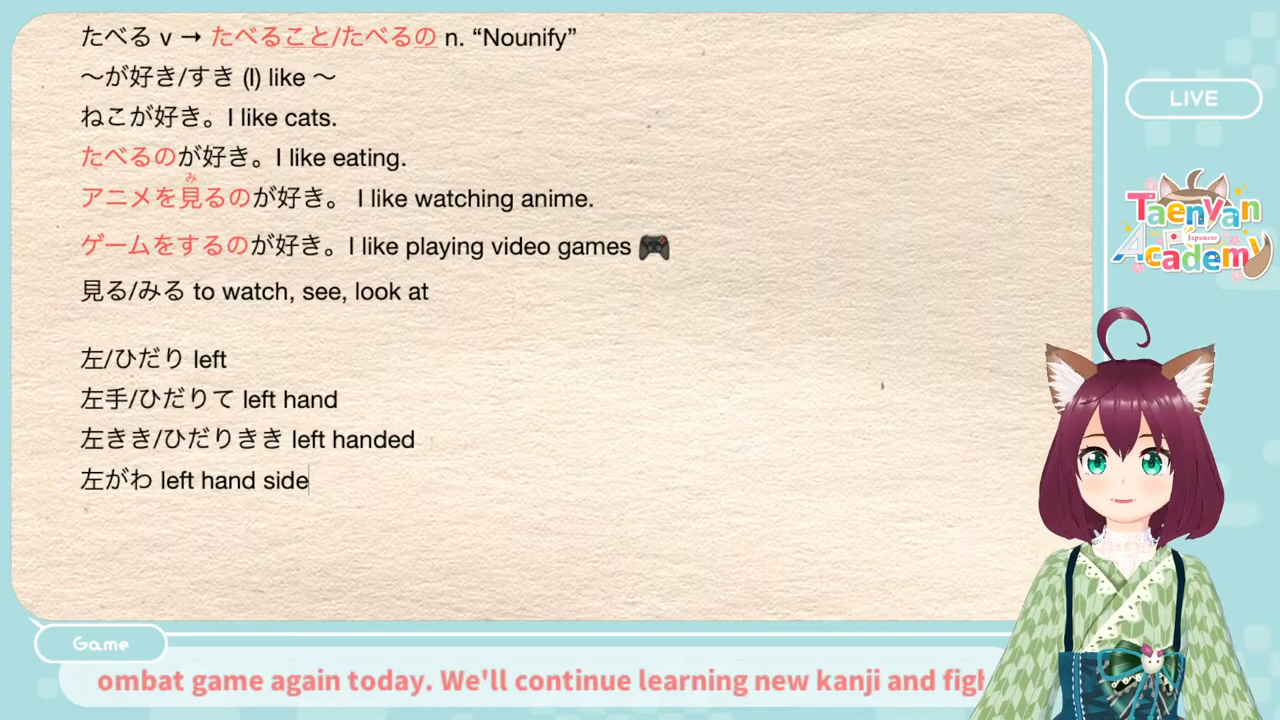 たべる v → たべること/たべるの n. “Nounify”
〜が好き/すき (I) like 〜
ねこが好き。I like cats.
たべるのが好き。I like eating.
み
アニメを見るのが好き。 I like watching anime.
ゲームをするのが好き。I like playing video games 🎮
見る/みる to watch, see, look at
左/ひだり left
左手/ひだりて left hand
左きき/ひだりきき left handed
左がわ left hand side
LIVE
Taenyan
Japanese
Academy
Game
ombat game again today. We'll continue learning new kanji and figh